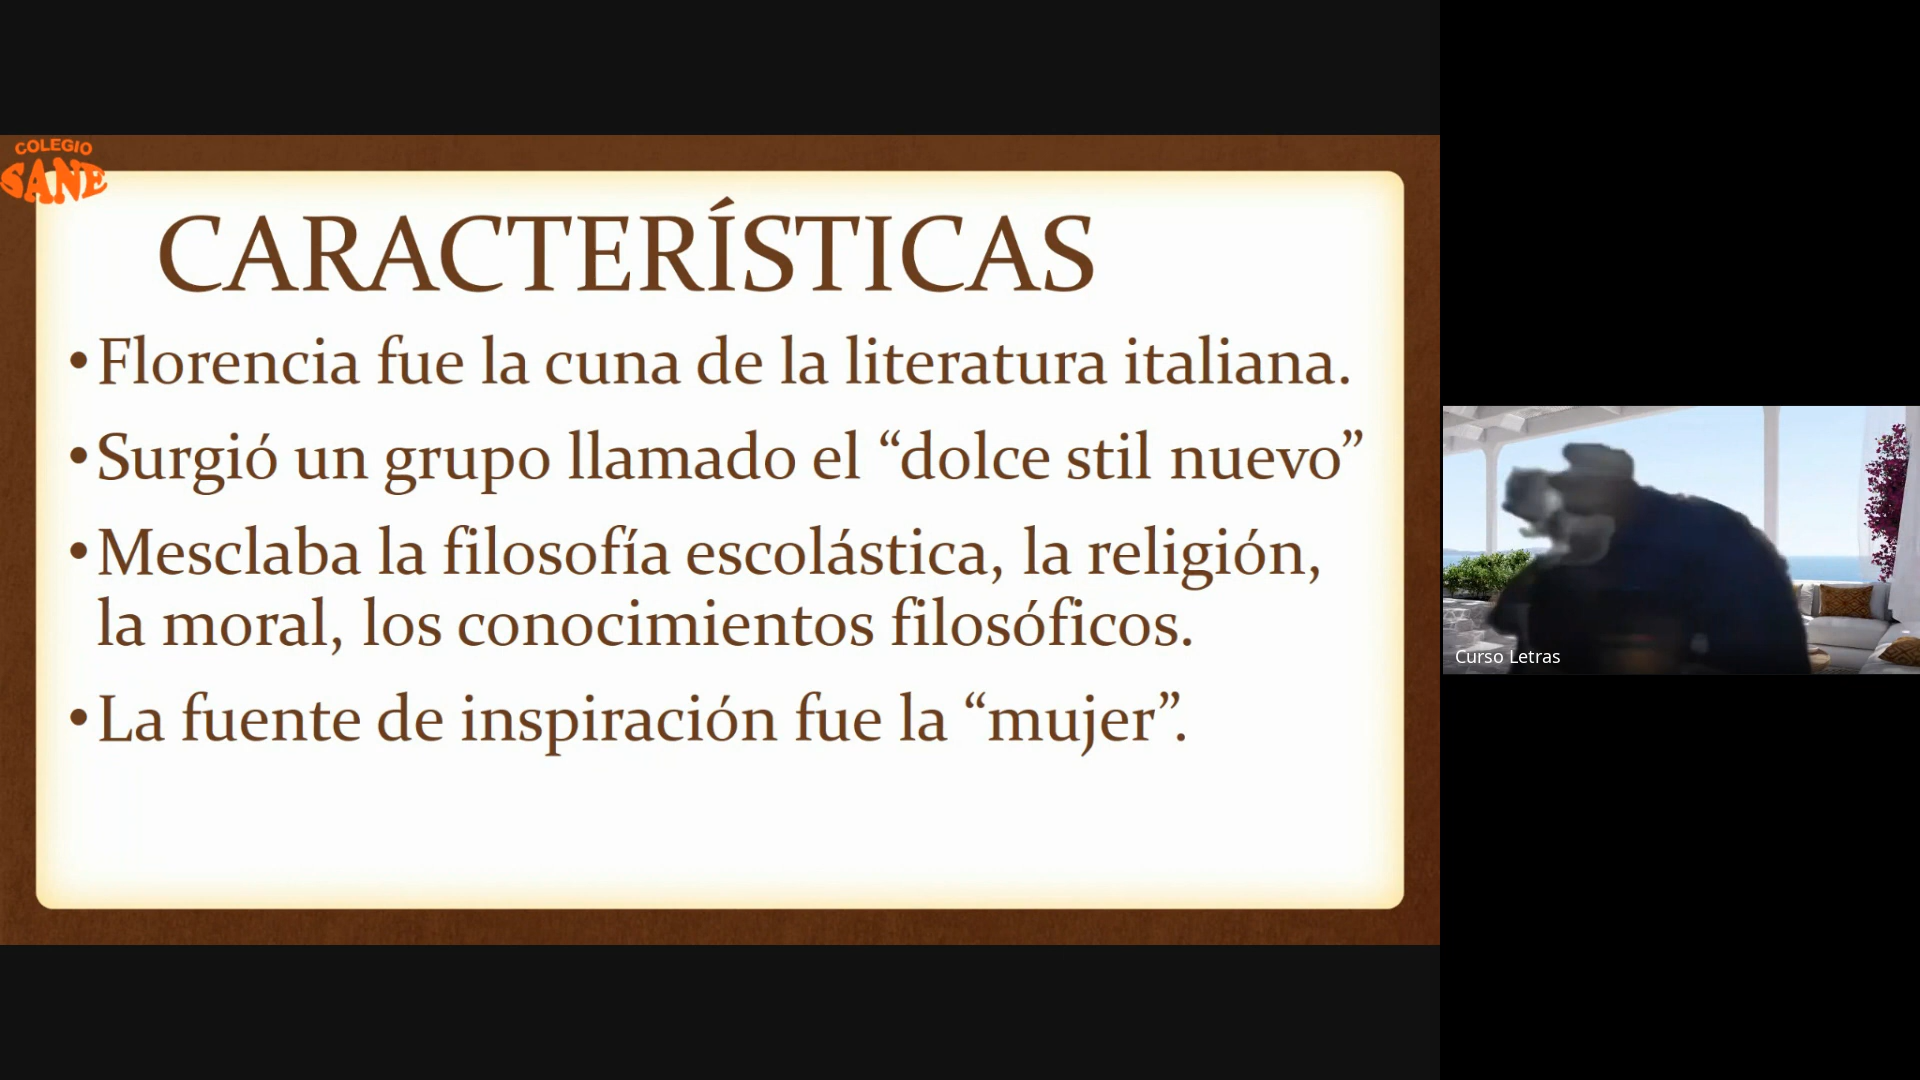 COLEGIO
SANE
CARACTERÍSTICAS
•Florencia fue la cuna de la literatura italiana.
•Surgió un grupo llamado el “dolce stil nuevo”
•Mesclaba la filosofía escolástica, la religión,
la moral, los conocimientos filosóficos.
•La fuente de inspiración fue la “mujer”.
Curso Letras